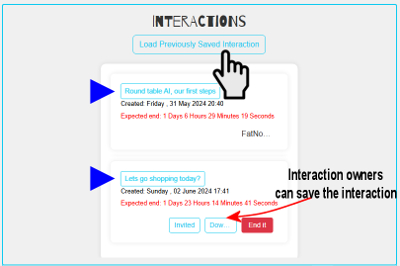 INTERACTIONS
Load Previously Saved Interaction
Round table AI, our first steps
Created: Friday , 31 May 2024 20:40
Expected end: 1 Days 6 Hours 29 Minutes 19 Seconds
FatNo...
Lets go shopping today?
Created: Sunday , 02 June 2024 17:41
Expected end: 1 Days 23 Hours 14 Minutes 41 Seconds
Interaction owners
can save the interaction
Invited Dow... End it